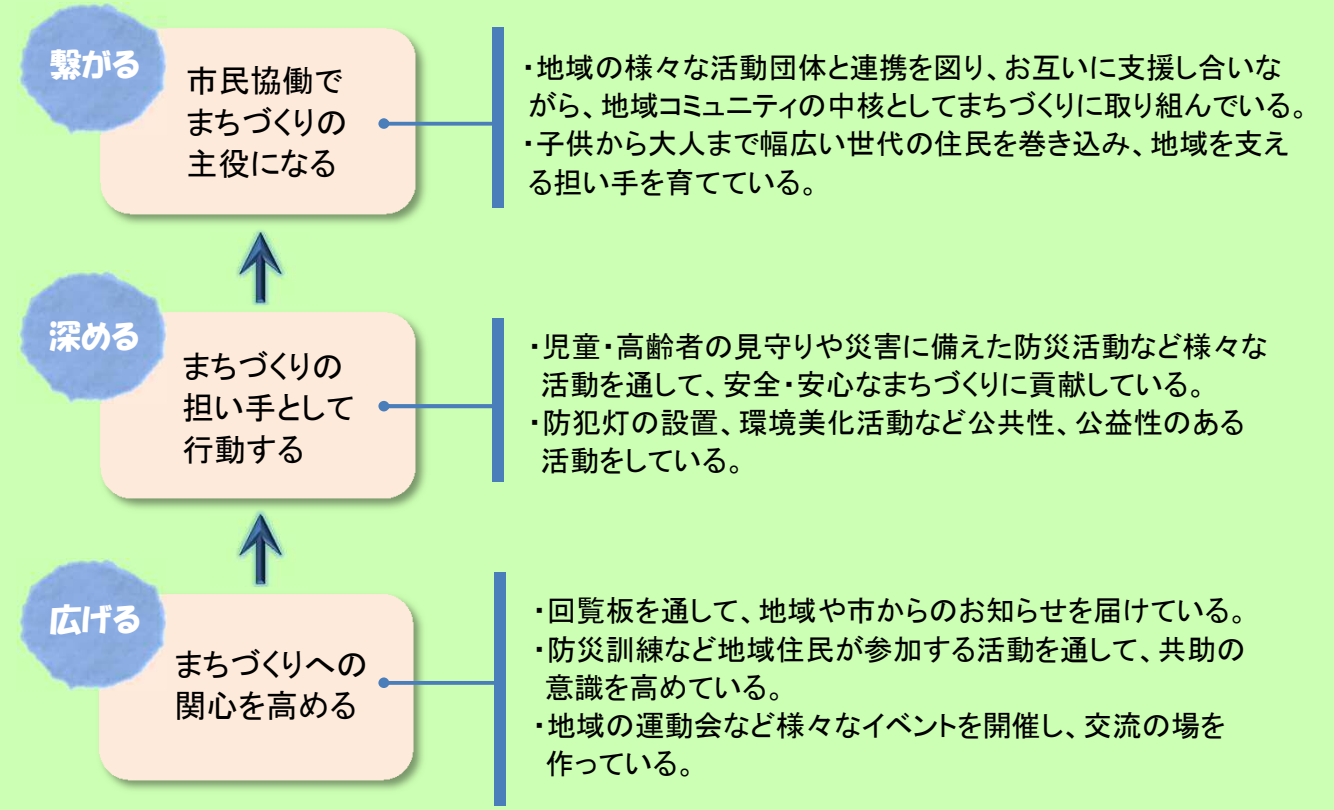 繋がる
市民協働で
まちづくりの
主役になる
・地域の様々な活動団体と連携を図り、お互いに支援し合いな
がら、地域コミュニティの中核としてまちづくりに取り組んでいる。
・子供から大人まで幅広い世代の住民を巻き込み、地域を支え
る担い手を育てている。
深める
まちづくりの
担い手として
行動する
・児童・高齢者の見守りや災害に備えた防災活動など様々な
活動を通して、安全・安心なまちづくりに貢献している。
・防犯灯の設置、環境美化活動など公共性、公益性のある
活動をしている。
広げる
まちづくりへの
関心を高める
・回覧板を通して、地域や市からのお知らせを届けている。
・防災訓練など地域住民が参加する活動を通して、共助の
意識を高めている。
・地域の運動会など様々なイベントを開催し、交流の場を
作っている。